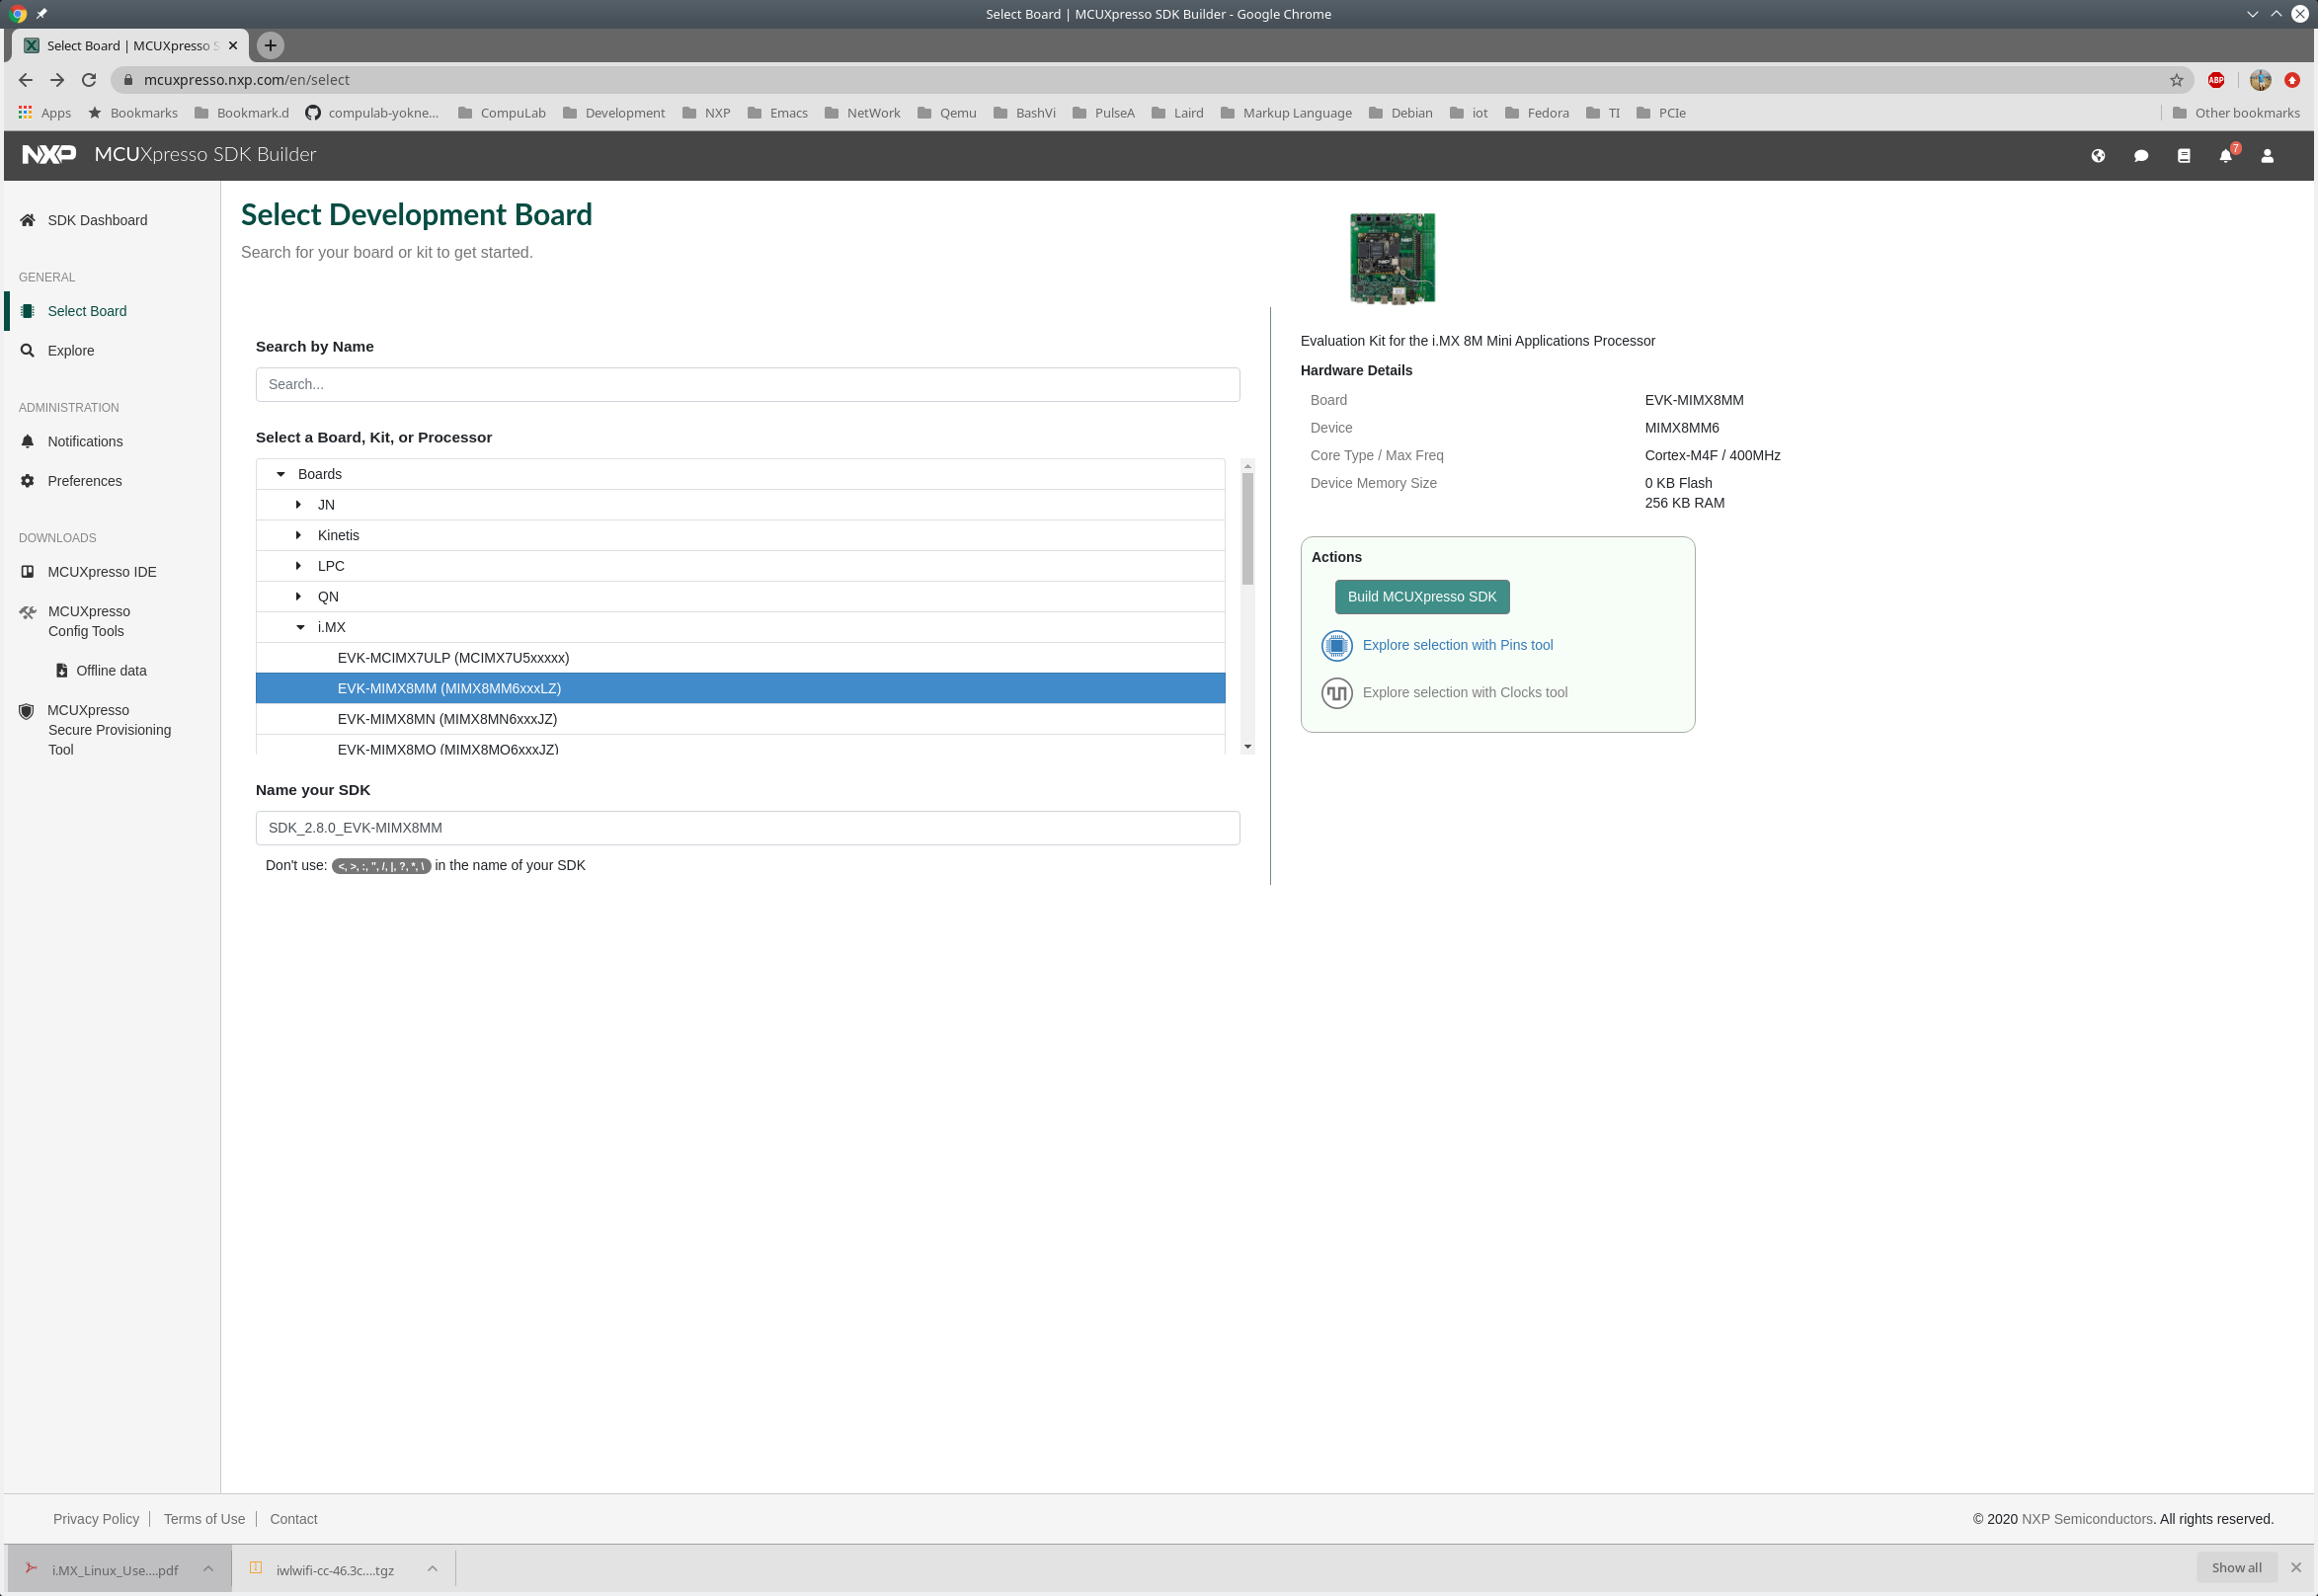 Select Board | MCUXpresso SDK Builder - Google Chrome
Select Board | MCUXpresso S
mcuxpresso.nxp.com/en/select
ABP
Apps Bookmarks Bookmark.d compulab-yokne... CompuLab Development NXP Emacs NetWork Qemu BashVi PulseA Laird Markup Language Debian iot Fedora TI PCIe Other bookmarks
NXP MCUXpresso SDK Builder 7
SDK Dashboard
GENERAL
Select Board
Explore
ADMINISTRATION
Notifications
Preferences
DOWNLOADS
MCUXpresso IDE
MCUXpresso
Config Tools
Offline data
MCUXpresso
Secure Provisioning
Tool
Select Development Board
Search for your board or kit to get started.
Search by Name
Search...
Select a Board, Kit, or Processor
Boards
JN
Kinetis
LPC
QN
i.MX
EVK-MCIMX7ULP (MCIMX7U5xxxxx)
EVK-MIMX8MM (MIMX8MM6xxxLZ)
EVK-MIMX8MN (MIMX8MN6xxxJZ)
EVK-MIMX8MQ (MIMX8MQ6xxxJZ)
Name your SDK
SDK_2.8.0_EVK-MIMX8MM
Don't use: <, >, :, ", /, |, ?, *, \ in the name of your SDK
Evaluation Kit for the i.MX 8M Mini Applications Processor
Hardware Details
Board EVK-MIMX8MM
Device MIMX8MM6
Core Type / Max Freq Cortex-M4F / 400MHz
Device Memory Size 0 KB Flash
256 KB RAM
Actions
Build MCUXpresso SDK
Explore selection with Pins tool
Explore selection with Clocks tool
Privacy Policy Terms of Use Contact
© 2020 NXP Semiconductors. All rights reserved.
i.MX_Linux_Use....pdf iwlwifi-cc-46.3c....tgz Show all